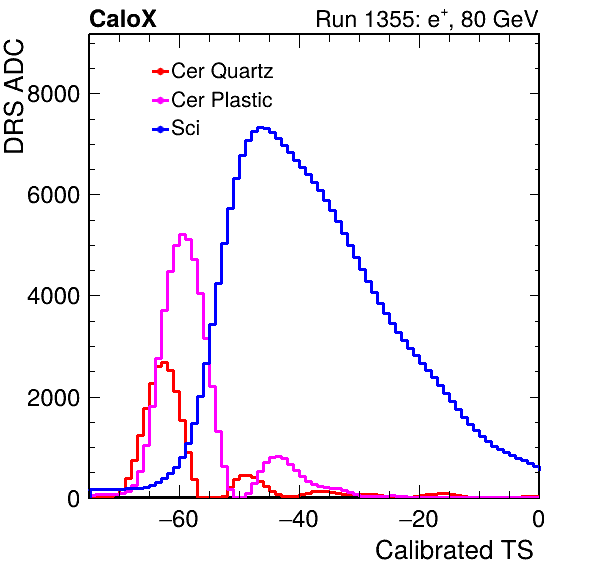 CaloX Run 1355: e⁺, 80 GeV
DRS ADC
Cer Quartz
Cer Plastic
Sci
8000
6000
4000
2000
0
−60 −40 −20 0
Calibrated TS